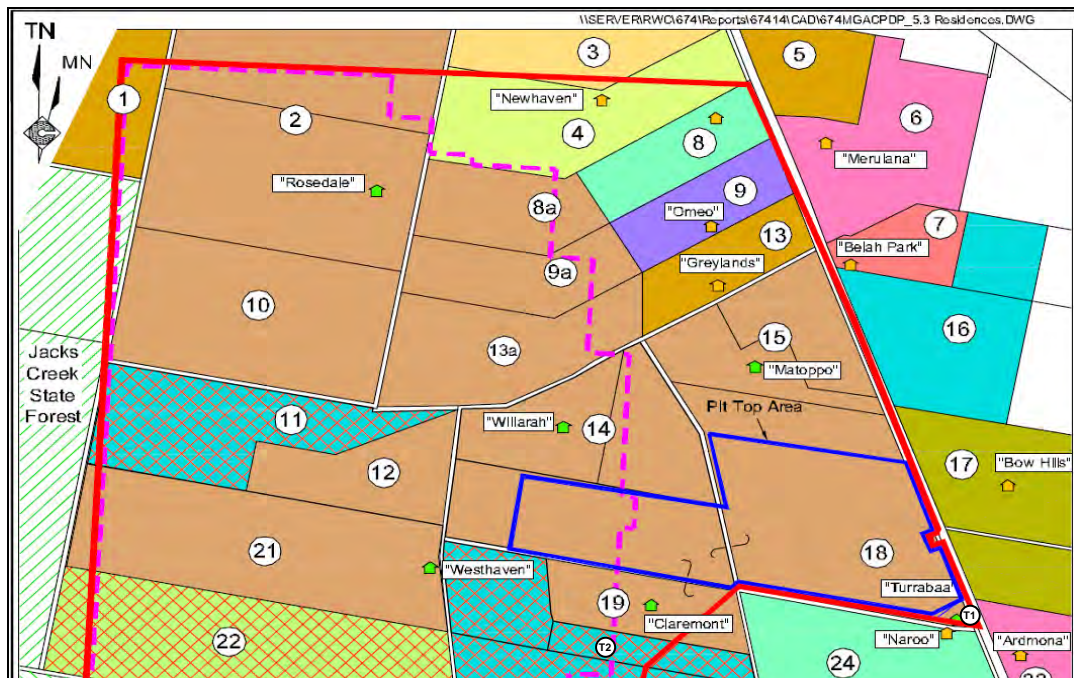 \\SERVER\RWC\674\Reports\67414\CAD\674MGACPDP_5.3 Residences.DWG
TN
MN
1
2
3
4
5
6
"Newhaven"
8
"Merulana"
"Rosedale"
8a
9
"Omeo"
7
13
"Belah Park"
9a
"Greylands"
10
16
13a
15
Jacks
Creek
State
Forest
"Matoppo"
Pit Top Area
11
"Willarah"
14
17
"Bow Hills"
12
21
18
"Westhaven"
"Turrabaa"
19
"Claremont"
T1
"Naroo"
"Ardmona"
22
T2
24